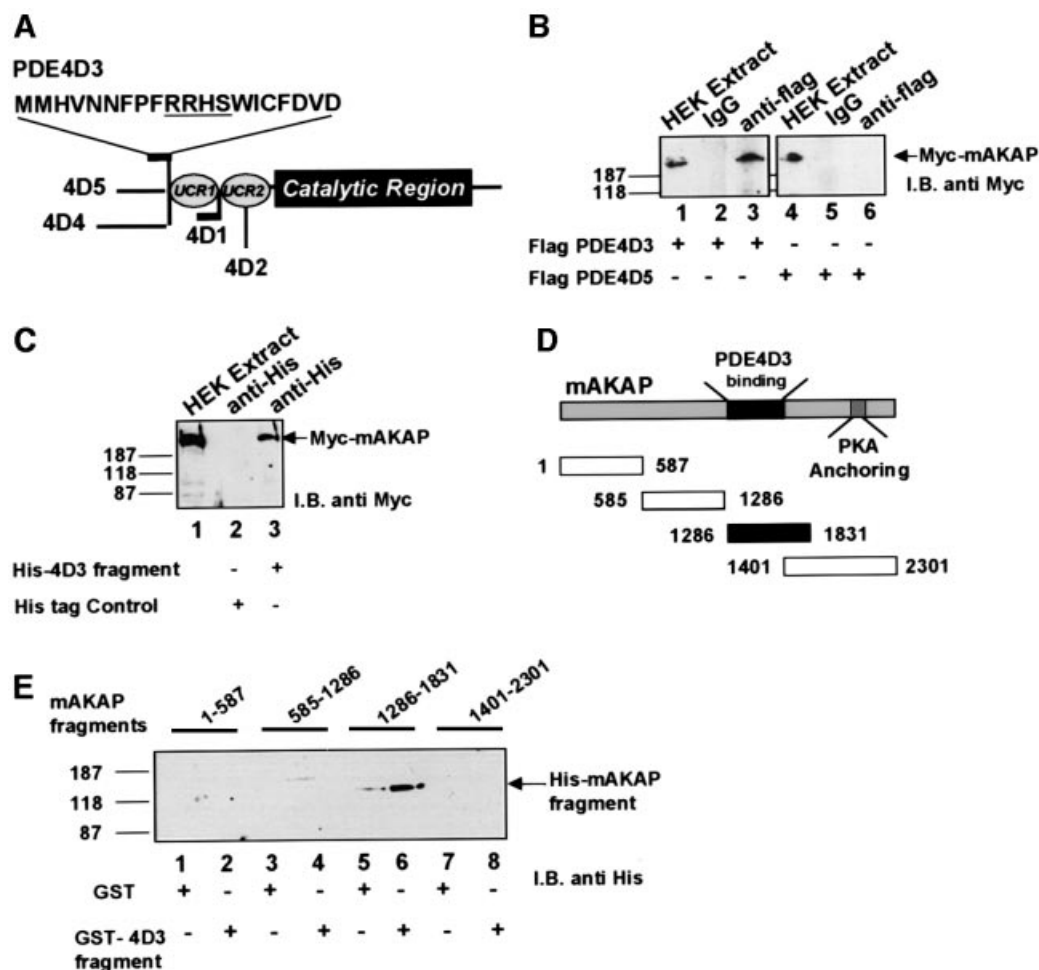 A
PDE4D3
MMHVNNFPFRRHSWICFDVD
4D5
UCR1
UCR2
Catalytic Region
4D4
4D1
4D2
B
HEK Extract
IgG
anti-flag
HEK Extract
IgG
anti-flag
Myc-mAKAP
187
118
I.B. anti Myc
1 2 3 4 5 6
Flag PDE4D3 + + + - - -
Flag PDE4D5 - - - + + +
C
HEK Extract
anti-His
anti-His
Myc-mAKAP
187
118
87
I.B. anti Myc
1 2 3
His-4D3 fragment - +
His tag Control + -
D
PDE4D3
binding
mAKAP
PKA
Anchoring
1 587
585 1286
1286 1831
1401 2301
E
mAKAP
fragments
1-587
585-1286
1286-1831
1401-2301
187
118
87
His-mAKAP
fragment
1 2 3 4 5 6 7 8
I.B. anti His
GST + - + - + - + -
GST- 4D3
fragment
- + - + - + - +